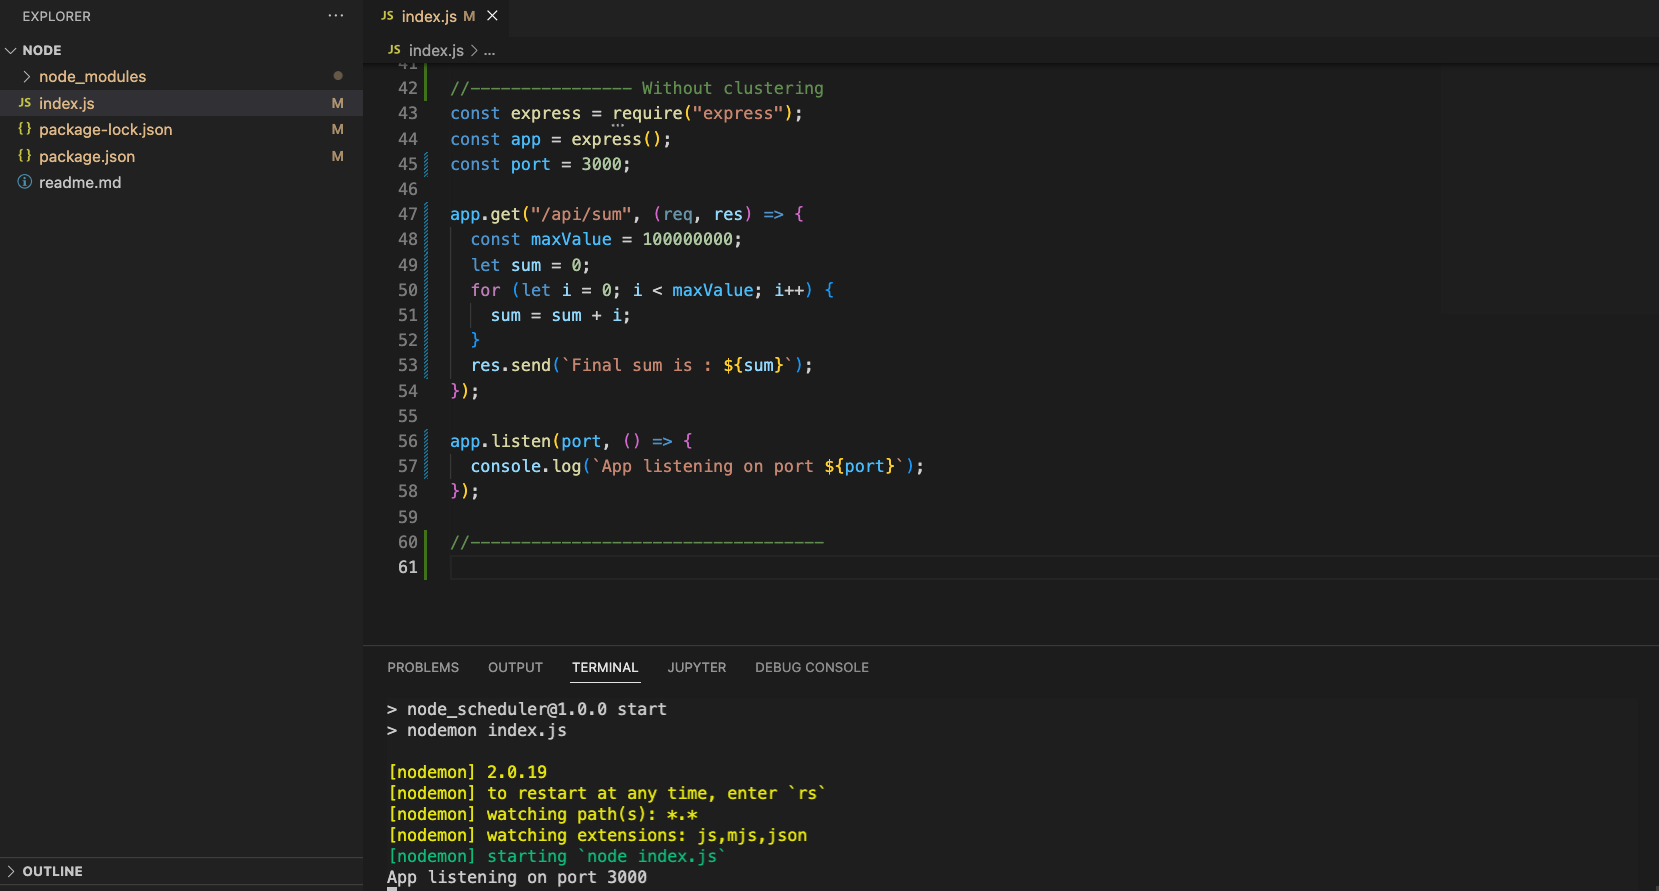 EXPLORER
NODE
node_modules
JS index.js M
{} package-lock.json M
{} package.json M
readme.md
OUTLINE
JS index.js M
JS index.js > ...
41
42 //---------------- Without clustering
43 const express = require("express");
44 const app = express();
45 const port = 3000;
46
47 app.get("/api/sum", (req, res) => {
48 const maxValue = 100000000;
49 let sum = 0;
50 for (let i = 0; i < maxValue; i++) {
51 sum = sum + i;
52 }
53 res.send(`Final sum is : ${sum}`);
54 });
55
56 app.listen(port, () => {
57 console.log(`App listening on port ${port}`);
58 });
59
60 //-----------------------------------
61
PROBLEMS OUTPUT TERMINAL JUPYTER DEBUG CONSOLE
> node_scheduler@1.0.0 start
> nodemon index.js
[nodemon] 2.0.19
[nodemon] to restart at any time, enter `rs`
[nodemon] watching path(s): *.*
[nodemon] watching extensions: js,mjs,json
[nodemon] starting `node index.js`
App listening on port 3000